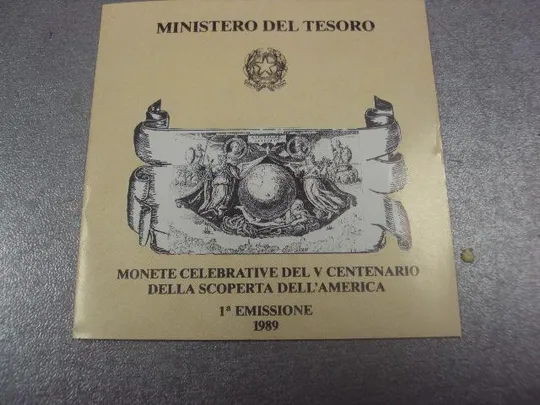 MINISTERO DEL TESORO
MONETE CELEBRATIVE DEL V CENTENARIO
DELLA SCOPERTA DELL'AMERICA
1ª EMISSIONE
1989